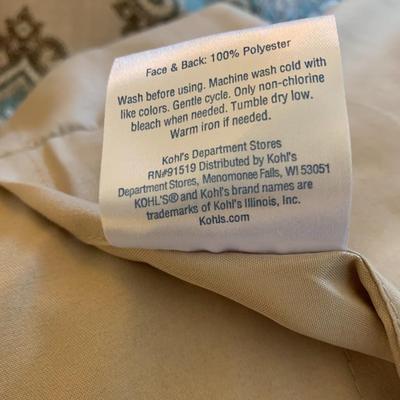 Face & Back: 100% Polyester
Wash before using. Machine wash cold with
like colors. Gentle cycle. Only non-chlorine
bleach when needed. Tumble dry low.
Warm iron if needed.
Kohl's Department Stores
RN#91519 Distributed by Kohl's
Department Stores, Menomonee Falls, WI 53051
KOHL'S® and Kohl's brand names are
trademarks of Kohl's Illinois, Inc.
Kohls.com